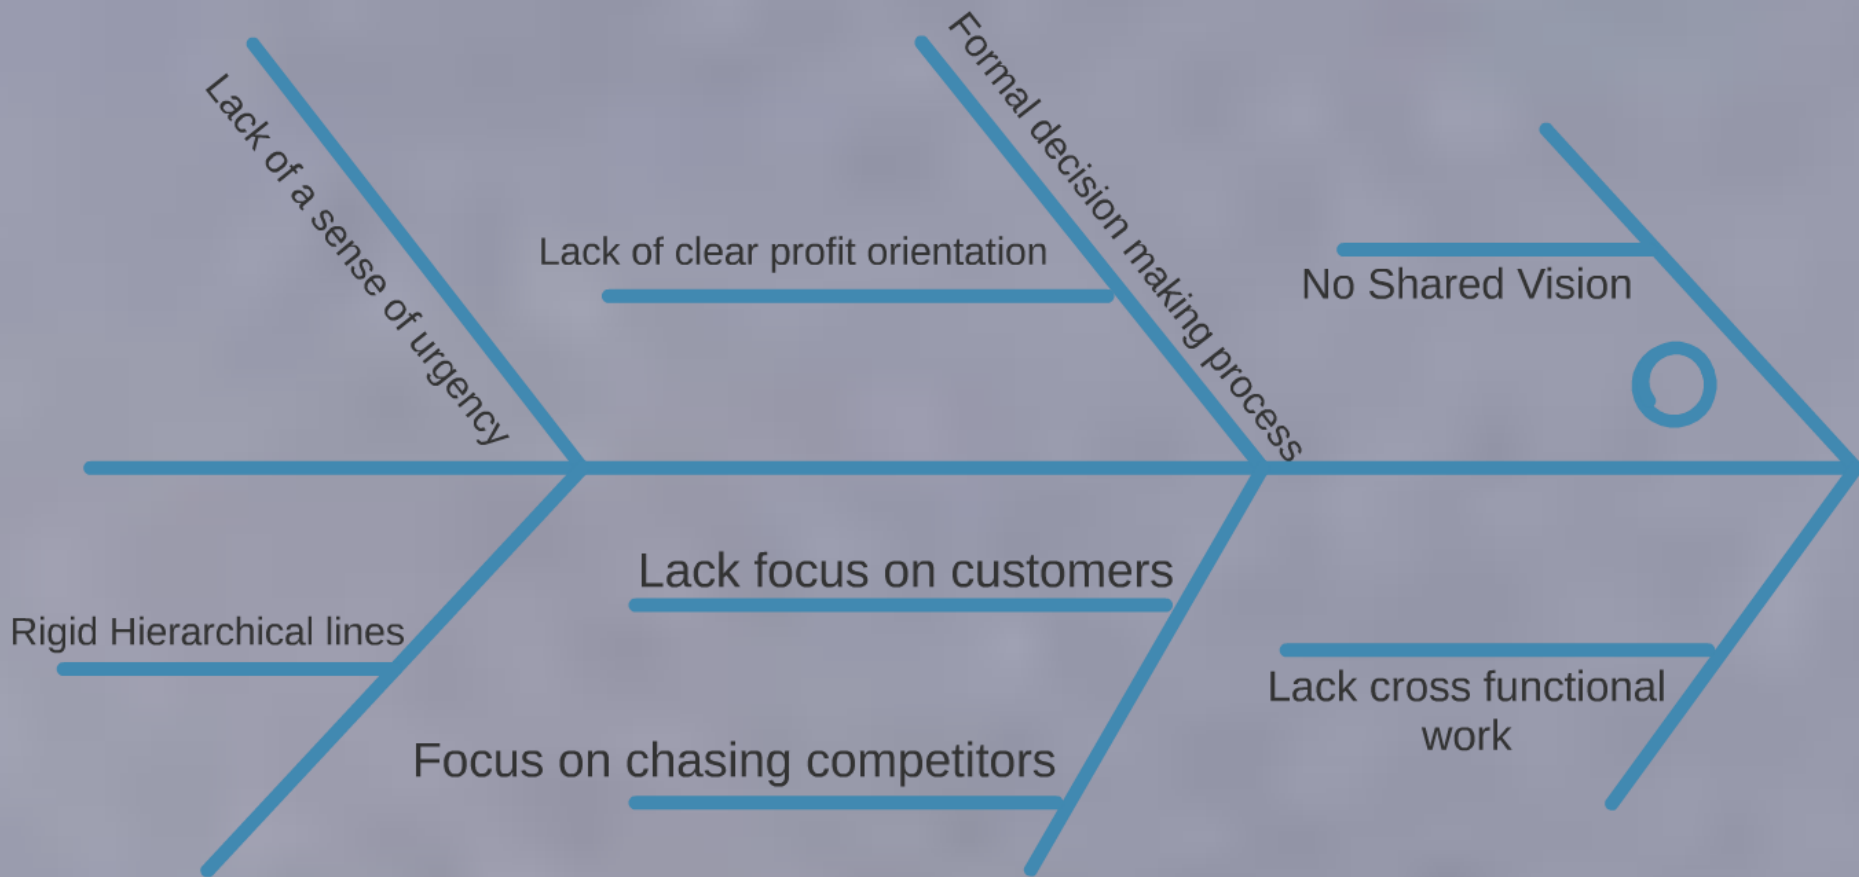 Lack of a sense of urgency
Formal decision making process
Lack of clear profit orientation
No Shared Vision
Lack focus on customers
Rigid Hierarchical lines
Lack cross functional
work
Focus on chasing competitors